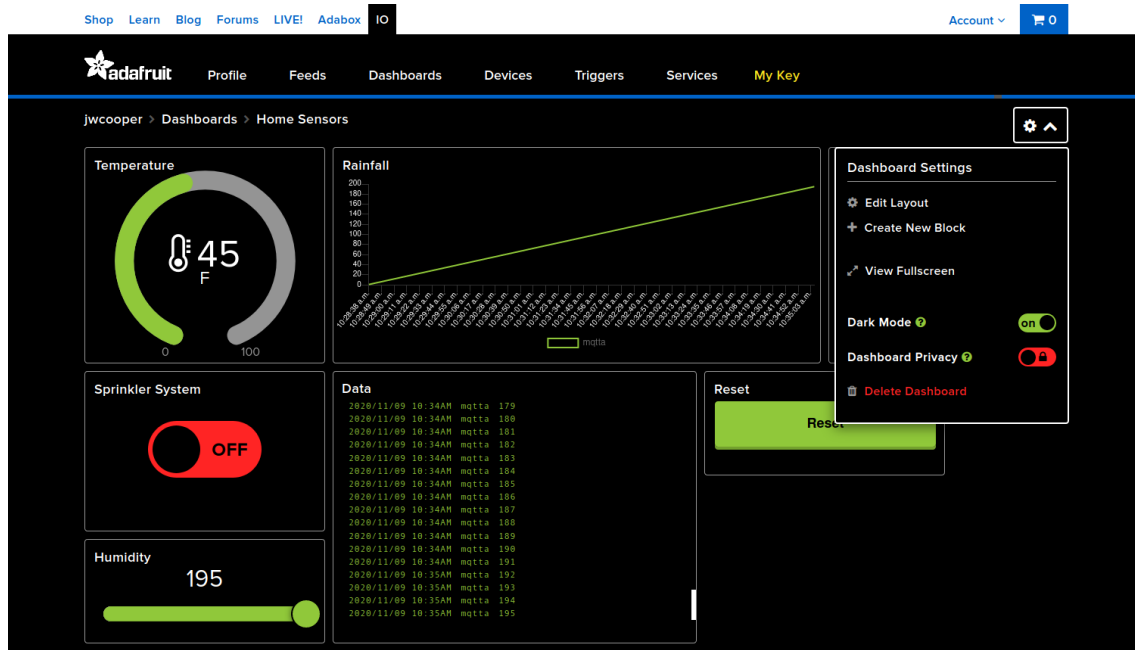 Shop Learn Blog Forums LIVE! Adabox IO Account 0
adafruit Profile Feeds Dashboards Devices Triggers Services My Key
jwcooper > Dashboards > Home Sensors
Temperature
45
F
0 100
Rainfall
200
180
160
140
120
100
80
60
40
20
0
mqtta
Dashboard Settings
Edit Layout
Create New Block
View Fullscreen
Dark Mode ?
on
Dashboard Privacy ?
Delete Dashboard
Sprinkler System
OFF
Data
2020/11/09 10:34AM mqtta 179
2020/11/09 10:34AM mqtta 180
2020/11/09 10:34AM mqtta 181
2020/11/09 10:34AM mqtta 182
2020/11/09 10:34AM mqtta 183
2020/11/09 10:34AM mqtta 184
2020/11/09 10:34AM mqtta 185
2020/11/09 10:34AM mqtta 186
2020/11/09 10:34AM mqtta 187
2020/11/09 10:34AM mqtta 188
2020/11/09 10:34AM mqtta 189
2020/11/09 10:34AM mqtta 190
2020/11/09 10:34AM mqtta 191
2020/11/09 10:35AM mqtta 192
2020/11/09 10:35AM mqtta 193
2020/11/09 10:35AM mqtta 194
2020/11/09 10:35AM mqtta 195
Reset
Reset
Humidity
195